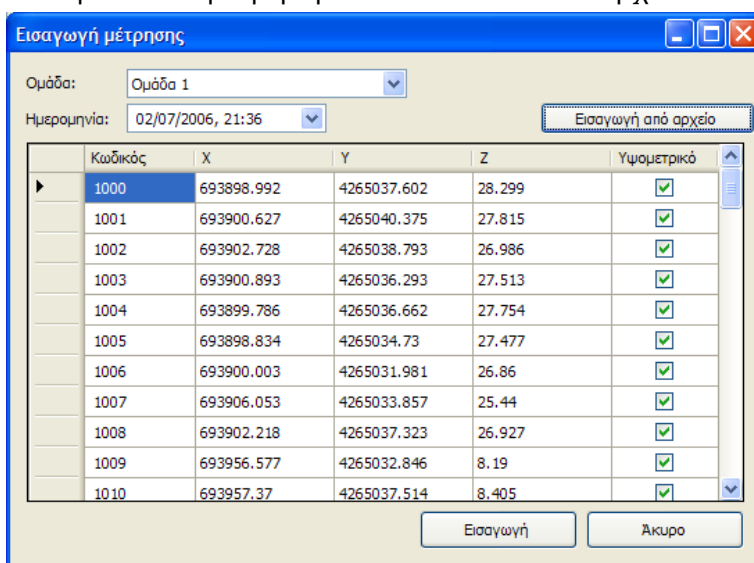 Εισαγωγή μέτρησης
Ομάδα: Ομάδα 1
Ημερομηνία: 02/07/2006, 21:36 Εισαγωγή από αρχείο
Κωδικός X Y Z Υψομετρικό
1000 693898.992 4265037.602 28.299
1001 693900.627 4265040.375 27.815
1002 693902.728 4265038.793 26.986
1003 693900.893 4265036.293 27.513
1004 693899.786 4265036.662 27.754
1005 693898.834 4265034.73 27.477
1006 693900.003 4265031.981 26.86
1007 693906.053 4265033.857 25.44
1008 693902.218 4265037.323 26.927
1009 693956.577 4265032.846 8.19
1010 693957.37 4265037.514 8.405
Εισαγωγή Άκυρο